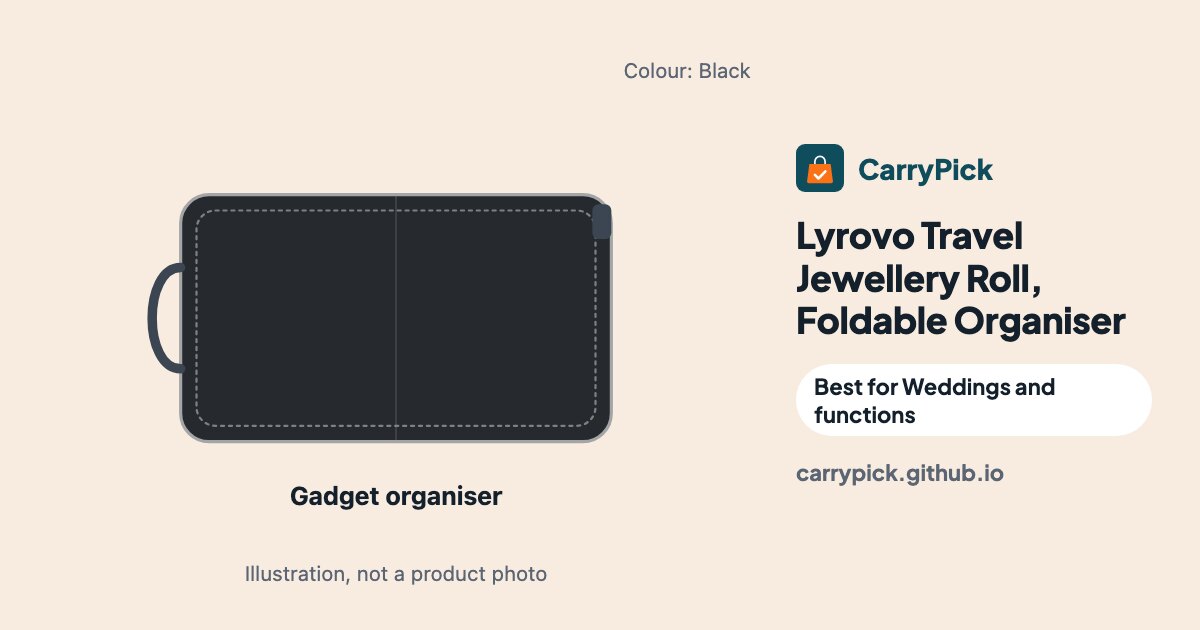 Colour: Black
CarryPick
Lyrovo Travel
Jewellery Roll,
Foldable Organiser
Best for Weddings and
functions
carrypick.github.io
Gadget organiser
Illustration, not a product photo